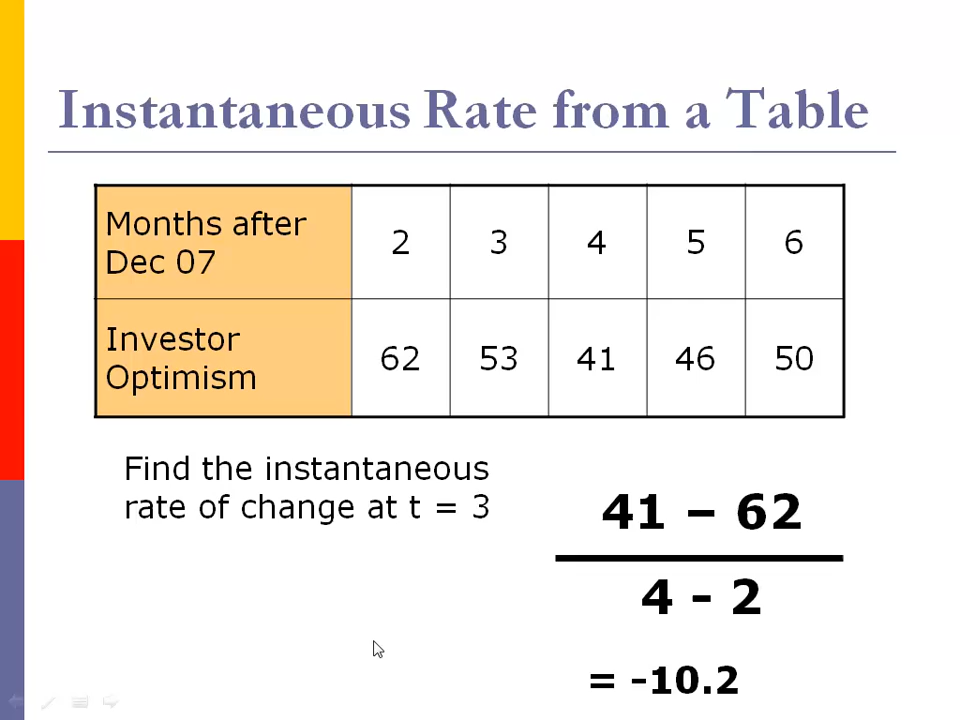 Instantaneous Rate from a Table
Months after 2 3 4 5 6
Dec 07
Investor 62 53 41 46 50
Optimism
Find the instantaneous
rate of change at t = 3
41 – 62
4 - 2
= -10.2